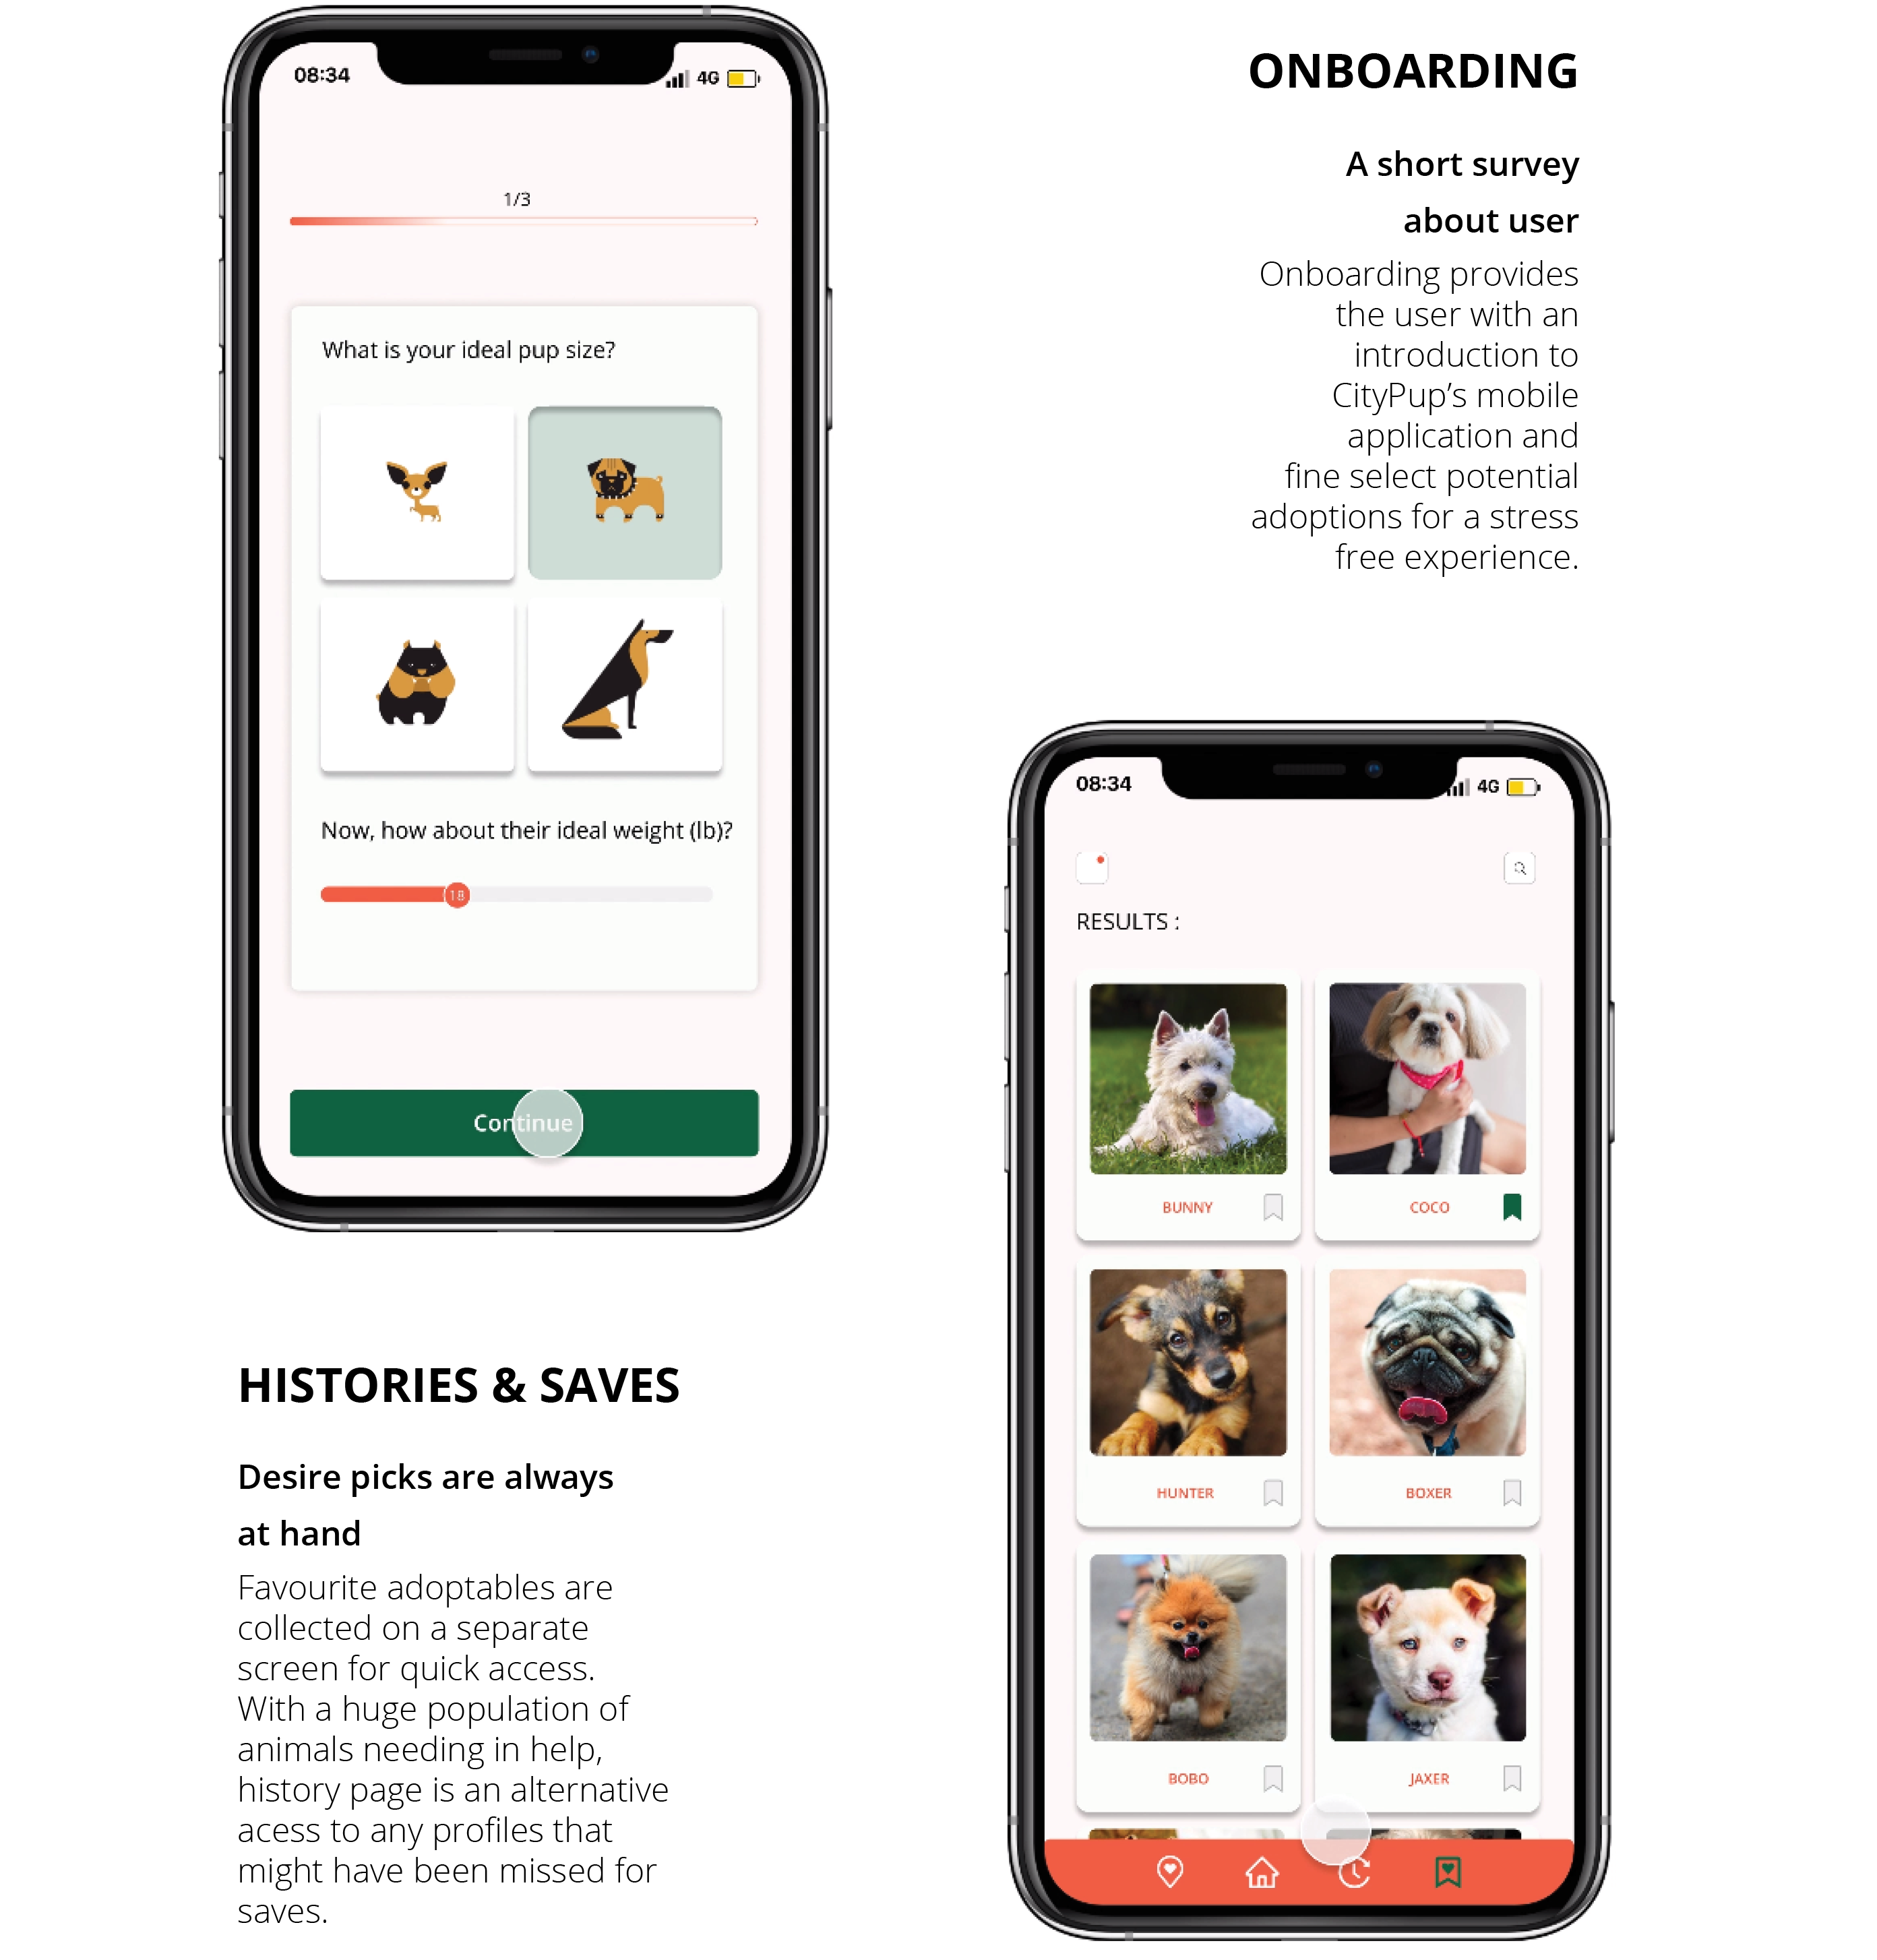 08:34
4G
1/3
What is your ideal pup size?
Now, how about their ideal weight (lb)?
18
Continue
ONBOARDING
A short survey
about user
Onboarding provides
the user with an
introduction to
CityPup’s mobile
application and
fine select potential
adoptions for a stress
free experience.
HISTORIES & SAVES
Desire picks are always
at hand
Favourite adoptables are
collected on a separate
screen for quick access.
With a huge population of
animals needing in help,
history page is an alternative
acess to any profiles that
might have been missed for
saves.
08:34
4G
RESULTS :
BUNNY
COCO
HUNTER
BOXER
BOBO
JAXER